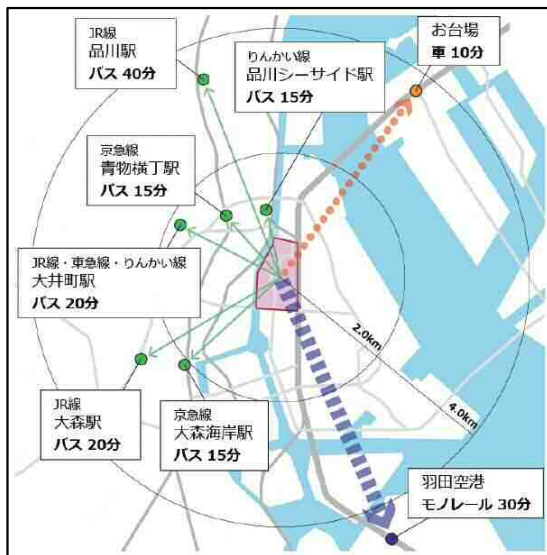 JR線
品川駅
バス 40分
りんかい線
品川シーサイド駅
バス 15分
お台場
車 10分
京急線
青物横丁駅
バス 15分
JR線・東急線・りんかい線
大井町駅
バス 20分
2.0km
4.0km
JR線
大森駅
バス 20分
京急線
大森海岸駅
バス 15分
羽田空港
モノレール 30分